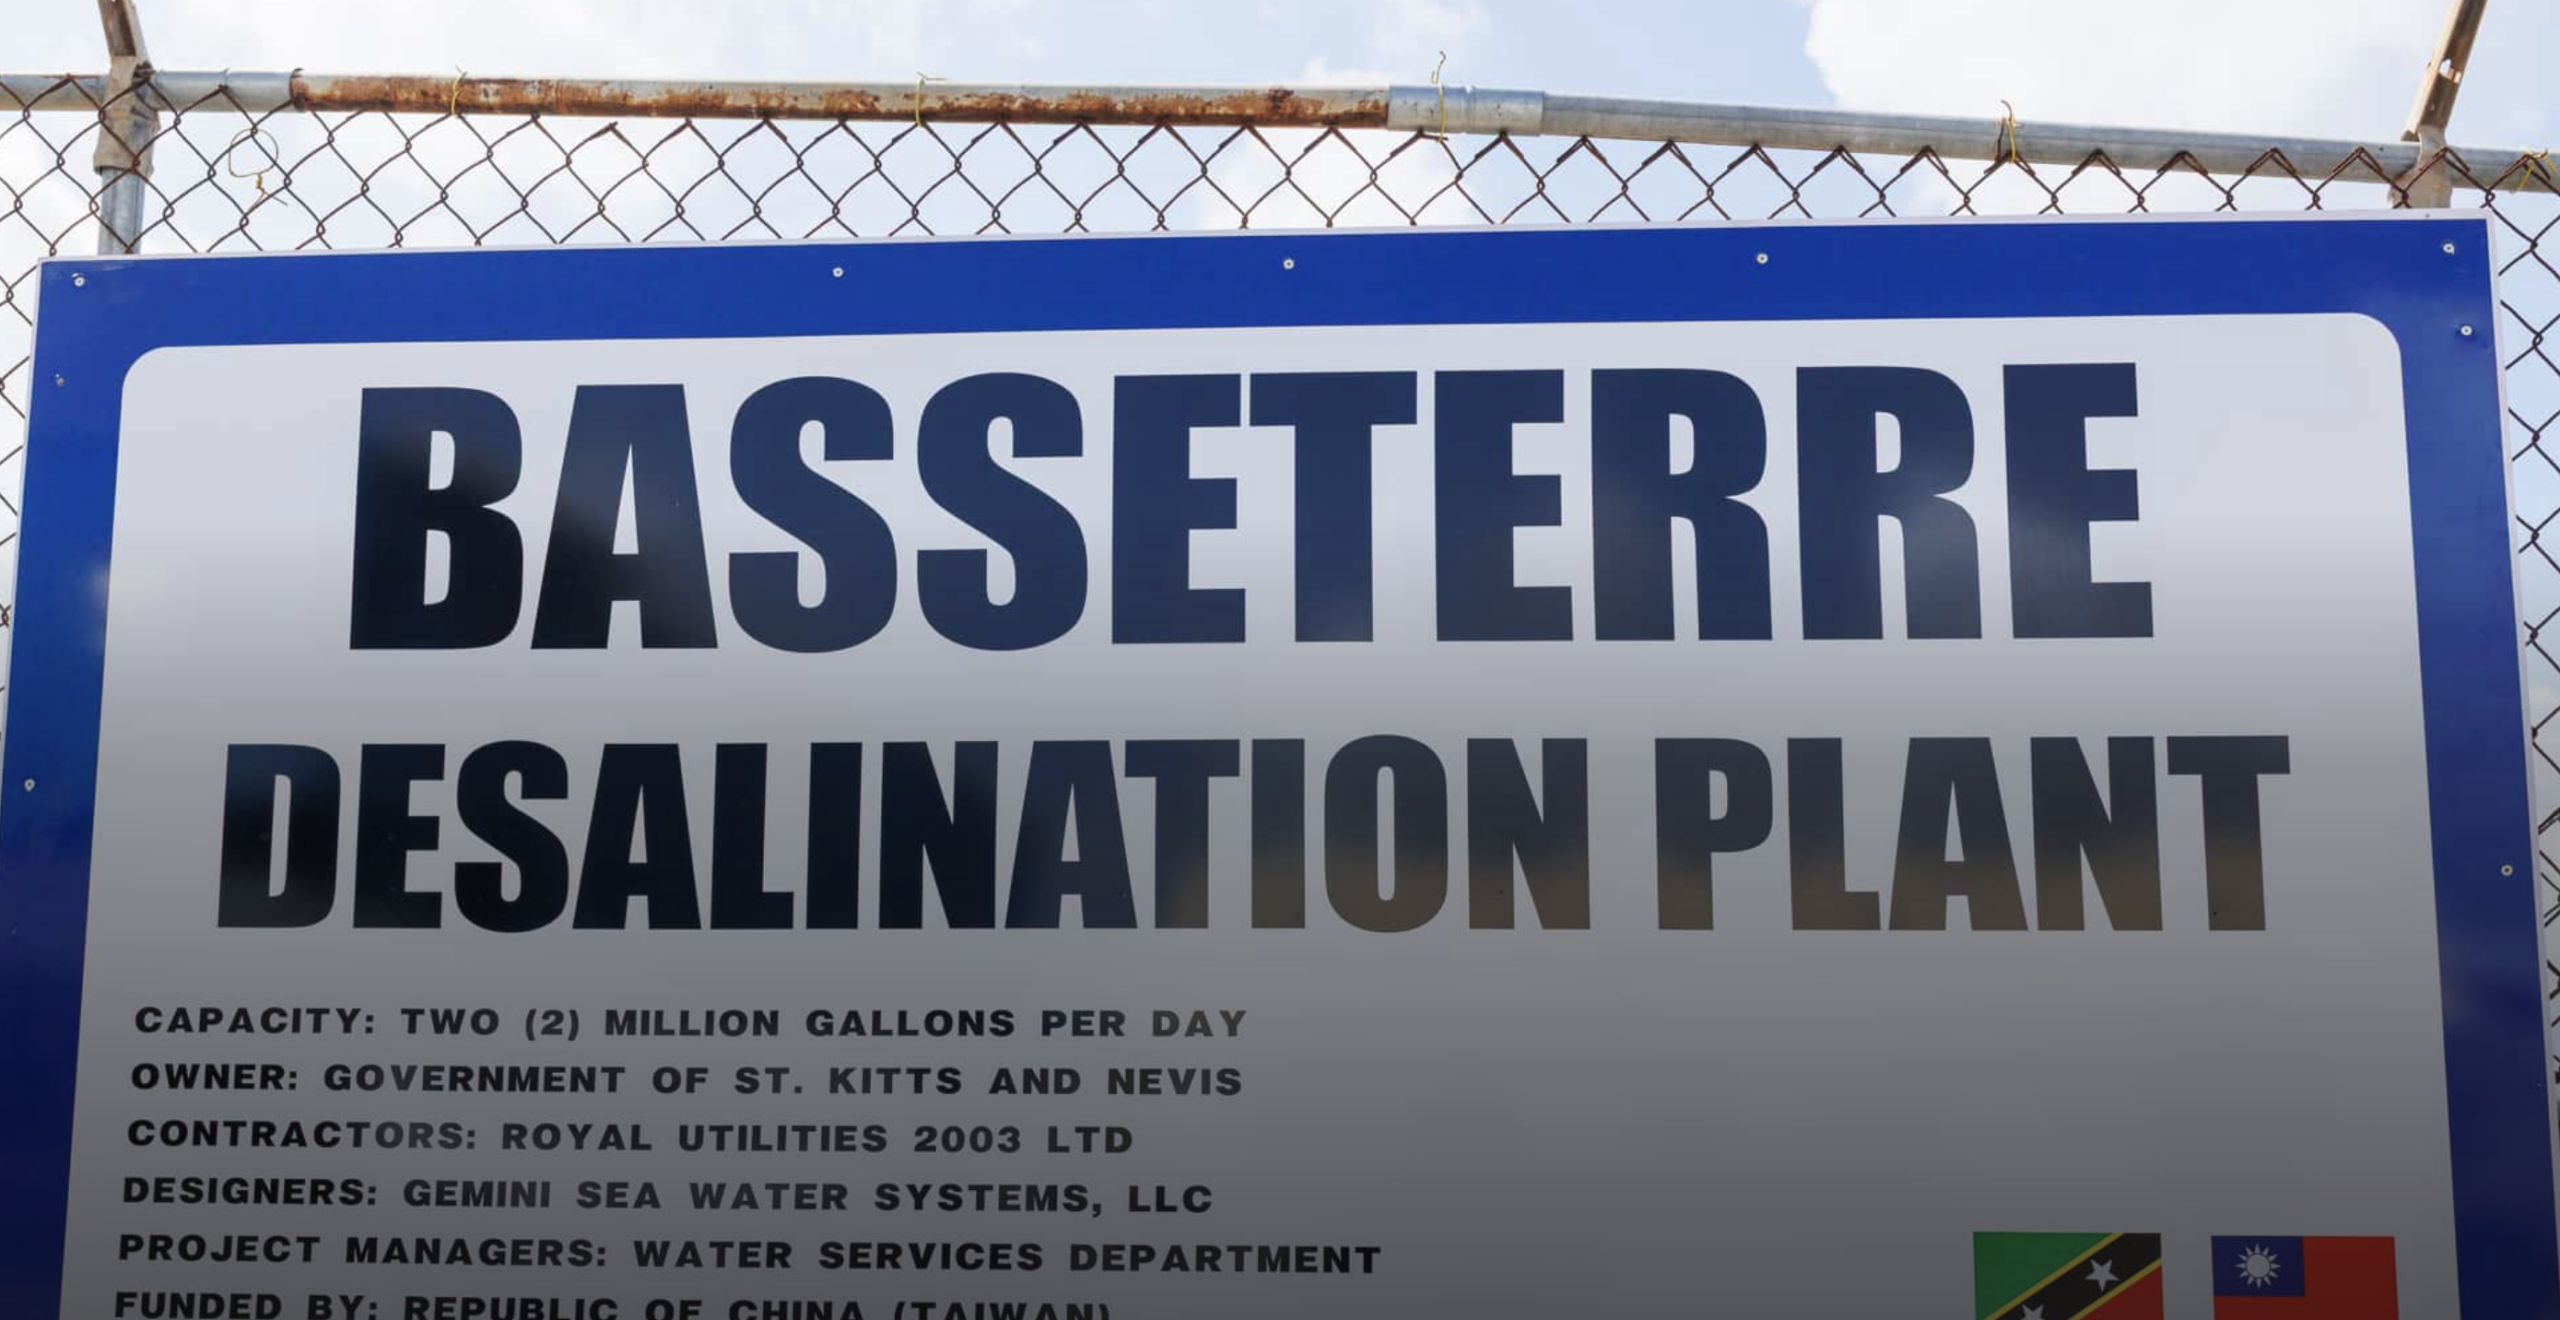 BASSETERRE
DESALINATION PLANT
CAPACITY: TWO (2) MILLION GALLONS PER DAY
OWNER: GOVERNMENT OF ST. KITTS AND NEVIS
CONTRACTORS: ROYAL UTILITIES 2003 LTD
DESIGNERS: GEMINI SEA WATER SYSTEMS, LLC
PROJECT MANAGERS: WATER SERVICES DEPARTMENT
FUNDED BY: REPUBLIC OF CHINA (TAIWAN)